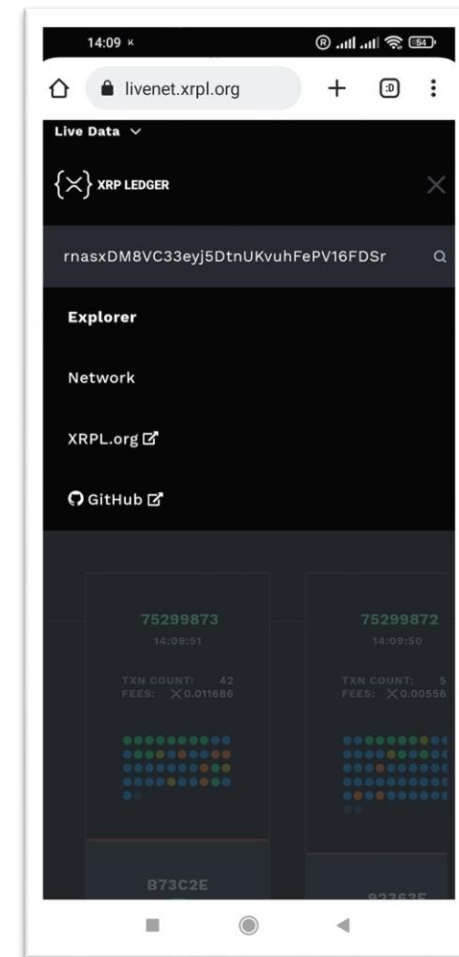 14:09
54
livenet.xrpl.org
:D
Live Data
XRP LEDGER
rnasxDM8VC33eyj5DtnUKvuhFePV16FDSr
Explorer
Network
XRPL.org
GitHub
75299873
14:09:51
TXN COUNT: 42
FEES: 0.011686
75299872
14:09:50
TXN COUNT: 5
FEES: 0.00556
B73C2E